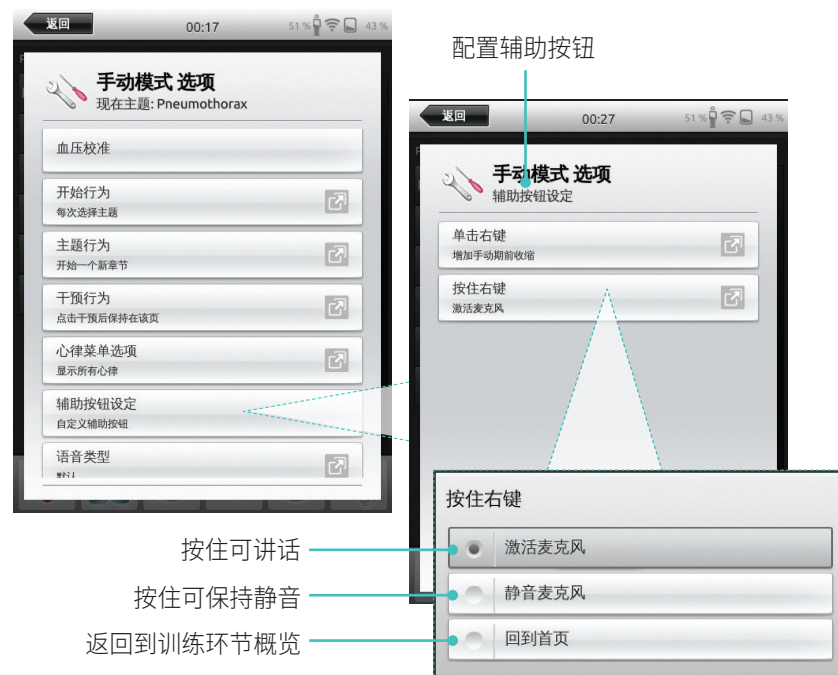 返回
00:17
51 %
43 %
手动模式 选项
现在主题: Pneumothorax
血压校准
开始行为
每次选择主题
主题行为
开始一个新章节
干预行为
点击干预后保持在该页
心律菜单选项
显示所有心律
辅助按钮设定
自定义辅助按钮
语音类型
默认
配置辅助按钮
返回
00:27
51 %
43 %
手动模式 选项
辅助按钮设定
单击右键
增加手动期前收缩
按住右键
激活麦克风
按住右键
按住可讲话
激活麦克风
按住可保持静音
静音麦克风
返回到训练环节概览
回到首页